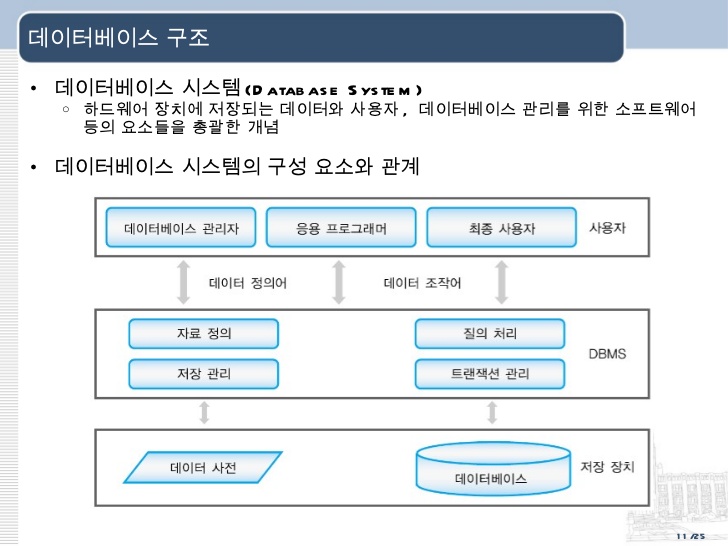 데이터베이스 구조
• 데이터베이스 시스템(Database System)
○ 하드웨어 장치에 저장되는 데이터와 사용자, 데이터베이스 관리를 위한 소프트웨어
등의 요소들을 총괄한 개념
• 데이터베이스 시스템의 구성 요소와 관계
데이터베이스 관리자 응용 프로그래머 최종 사용자 사용자
데이터 정의어 데이터 조작어
자료 정의 질의 처리
DBMS
저장 관리 트랜잭션 관리
데이터 사전 데이터베이스 저장 장치
11/25